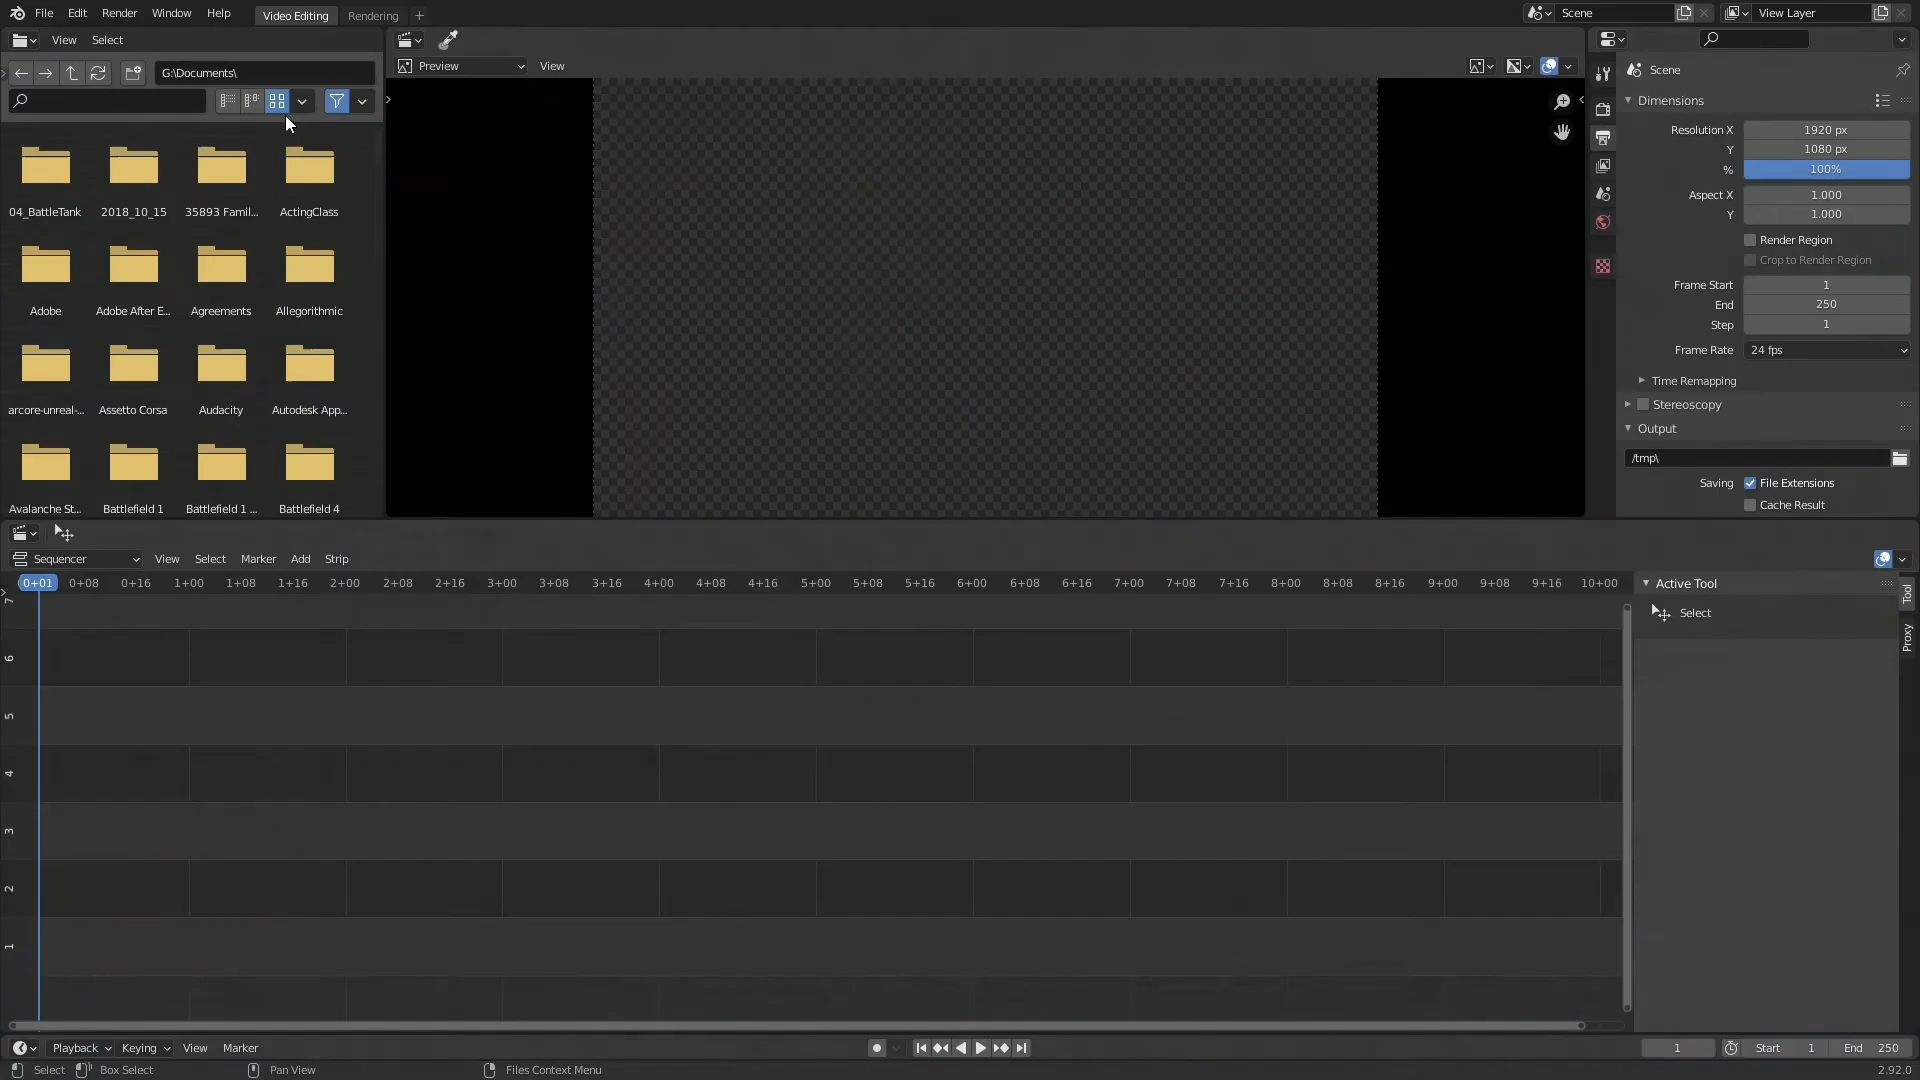 File Edit Render Window Help Video Editing Rendering Scene View Layer
View Select
G:\Documents\
Preview View
Scene
Dimensions
Resolution X 1920 px
Y 1080 px
% 100%
Aspect X 1.000
Y 1.000
Render Region
Crop to Render Region
Frame Start 1
End 250
Step 1
Frame Rate 24 fps
Time Remapping
Stereoscopy
Output
/tmp\
Saving File Extensions
Cache Result
04_BattleTank 2018_10_15 35893 Famil... ActingClass
Adobe Adobe After E... Agreements Allegorithmic
arcore-unreal-... Assetto Corsa Audacity Autodesk App...
Avalanche St... Battlefield 1 Battlefield 1 ... Battlefield 4
Sequencer View Select Marker Add Strip
0+01 0+08 0+16 1+00 1+08 1+16 2+00 2+08 2+16 3+00 3+08 3+16 4+00 4+08 4+16 5+00 5+08 5+16 6+00 6+08 6+16 7+00 7+08 7+16 8+00 8+08 8+16 9+00 9+08 9+16 10+00
Active Tool
Select
Tool
Proxy
7
6
5
4
3
2
1
Playback Keying View Marker 1 Start 1 End 250
Select Box Select Pan View Files Context Menu 2.92.0